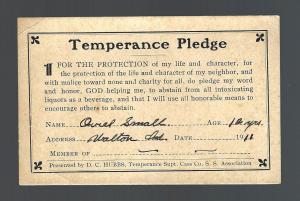 Temperance Pledge
FOR THE PROTECTION of my life and character, for
the protection of the life and character of my neighbor, and
with malice toward none and charity for all, do pledge my word
and honor, GOD helping me, to abstain from all intoxicating
liquors as a beverage, and that I will use all honorable means to
encourage others to abstain.
NAME Small AGE yrs.
ADDRESS Walton Ind. DATE 191
MEMBER OF
Presented by D. C. HUBBS, Temperance Supt. Cass Co. S. S. Association